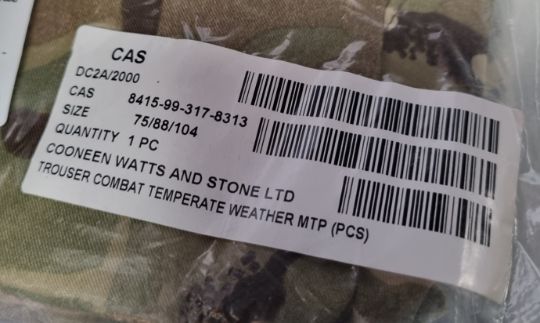 CAS
DC2A/2000
CAS 8415-99-317-8313
SIZE 75/88/104
QUANTITY 1 PC
COONEEN WATTS AND STONE LTD
TROUSER COMBAT TEMPERATE WEATHER MTP (PCS)